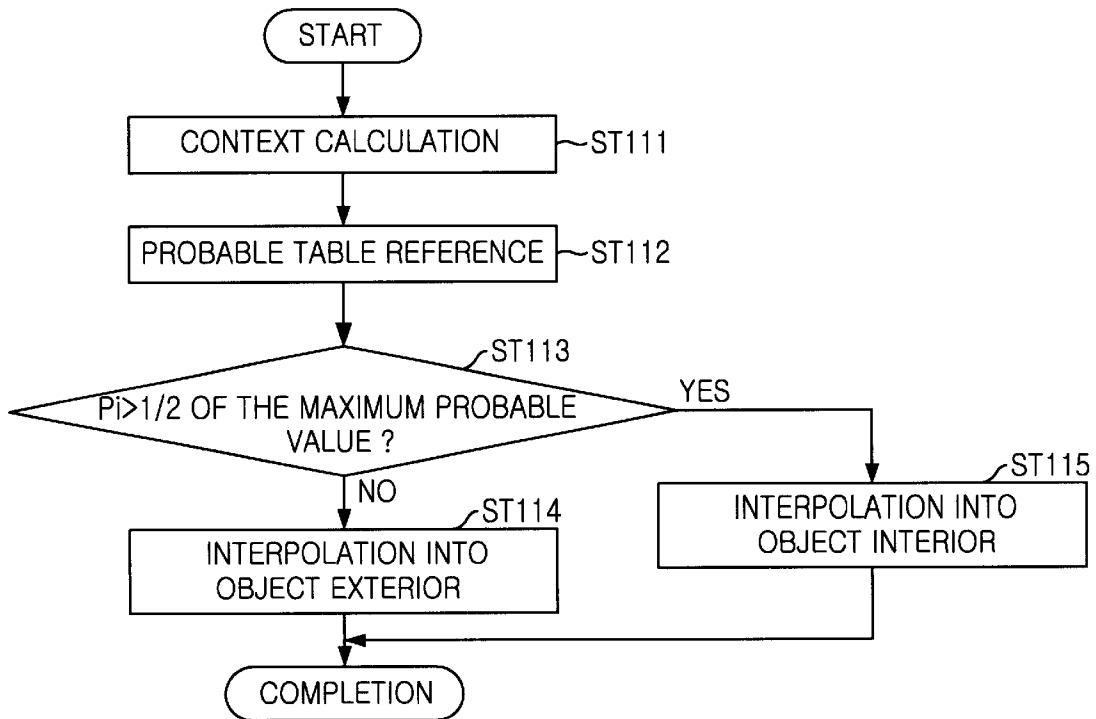 START
CONTEXT CALCULATION
ST111
PROBABLE TABLE REFERENCE
ST112
ST113
Pi>1/2 OF THE MAXIMUM PROBABLE
VALUE ?
YES
NO
ST114
INTERPOLATION INTO
OBJECT EXTERIOR
ST115
INTERPOLATION INTO
OBJECT INTERIOR
COMPLETION